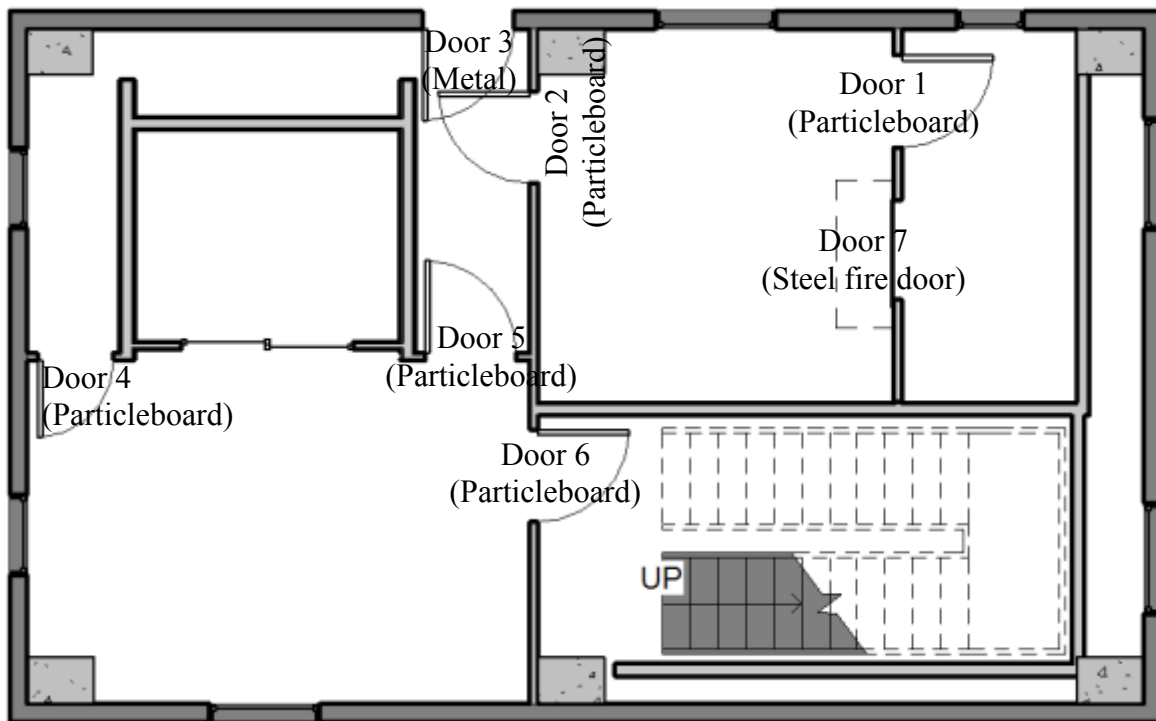 Door 3
(Metal)
Door 2
(Particleboard)
Door 1
(Particleboard)
Door 7
(Steel fire door)
Door 5
(Particleboard)
Door 4
(Particleboard)
Door 6
(Particleboard)
UP